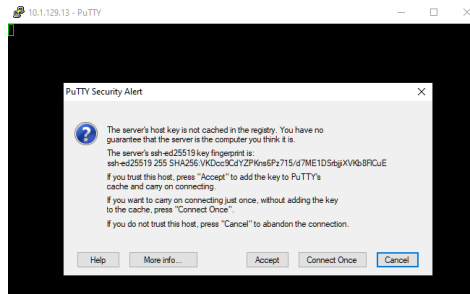 10.1.129.13 - PuTTY
PuTTY Security Alert
The server's host key is not cached in the registry. You have no
guarantee that the server is the computer you think it is.
The server's ssh-ed25519 key fingerprint is:
ssh-ed25519 255 SHA256:VKDcc9CdYZPKns6Pz715/d7ME1DSrbjjXVKb8FlCuE
If you trust this host, press "Accept" to add the key to PuTTY's
cache and carry on connecting.
If you want to carry on connecting just once, without adding the key
to the cache, press "Connect Once".
If you do not trust this host, press "Cancel" to abandon the connection.
Help
More info...
Accept
Connect Once
Cancel